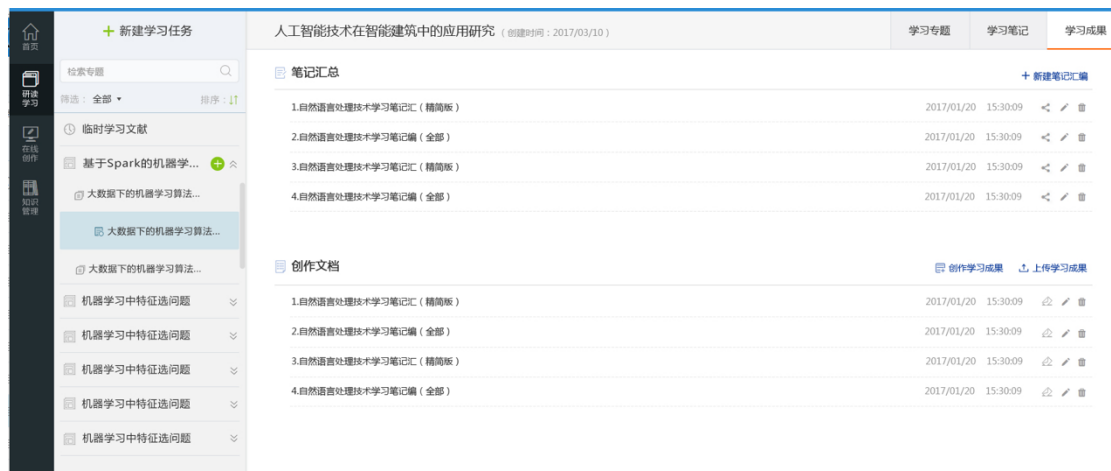 首页
研读
学习
在线
创作
知识
管理
+ 新建学习任务
检索专题
筛选： 全部 ▾ 排序：
临时学习文献
基于Spark的机器学...
大数据下的机器学习算法...
大数据下的机器学习算法...
大数据下的机器学习算法...
机器学习中特征选问题
机器学习中特征选问题
机器学习中特征选问题
机器学习中特征选问题
机器学习中特征选问题
人工智能技术在智能建筑中的应用研究（创建时间：2017/03/10） 学习专题 学习笔记 学习成果
笔记汇总 + 新建笔记汇编
1.自然语言处理技术学习笔记汇（精简版） 2017/01/20 15:30:09
2.自然语言处理技术学习笔记编（全部） 2017/01/20 15:30:09
3.自然语言处理技术学习笔记汇（精简版） 2017/01/20 15:30:09
4.自然语言处理技术学习笔记编（全部） 2017/01/20 15:30:09
创作文档 创作学习成果 上传学习成果
1.自然语言处理技术学习笔记汇（精简版） 2017/01/20 15:30:09
2.自然语言处理技术学习笔记编（全部） 2017/01/20 15:30:09
3.自然语言处理技术学习笔记汇（精简版） 2017/01/20 15:30:09
4.自然语言处理技术学习笔记编（全部） 2017/01/20 15:30:09